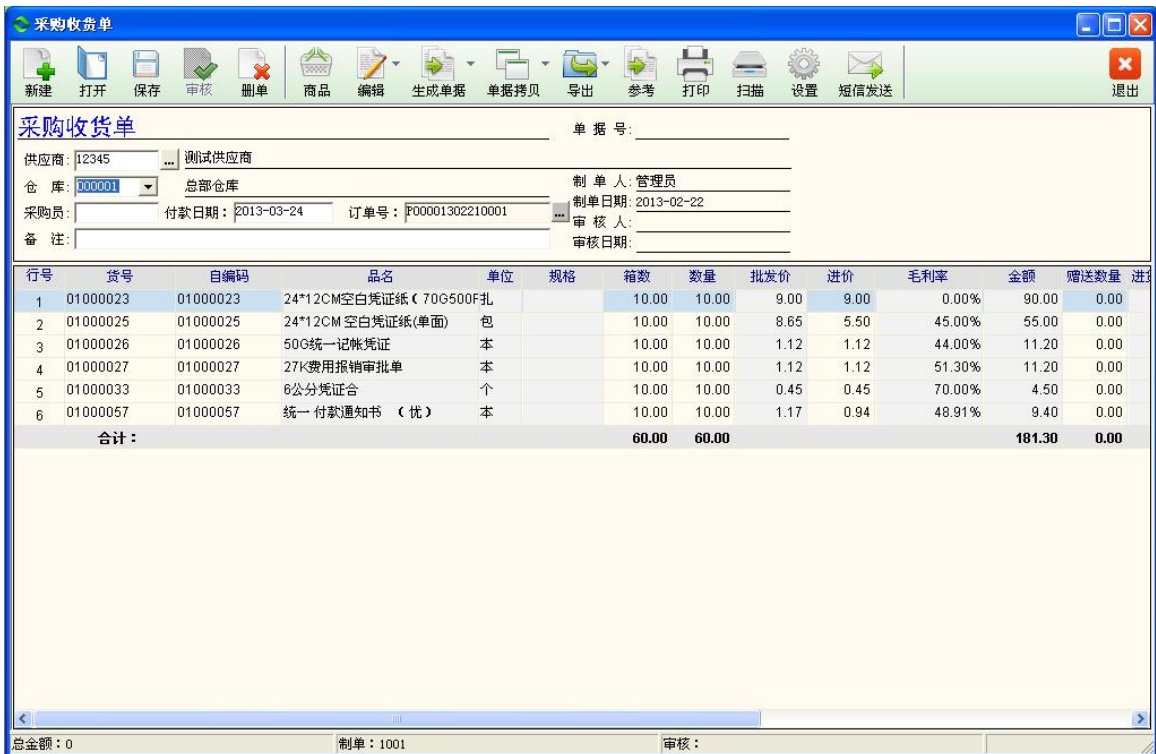 采购收货单
新建 打开 保存 审核 删单 商品 编辑 生成单据 单据拷贝 导出 参考 打印 扫描 设置 短信发送 退出
采购收货单 单 据 号:
供应商: 12345 ... 测试供应商
仓 库: 000001 总部仓库 制 单 人: 管理员
采购员: 付款日期: 2013-03-24 订单号: P00001302210001 ... 制单日期: 2013-02-22
审 核 人:
备 注: 审核日期:
行号 货号 自编码 品名 单位 规格 箱数 数量 批发价 进价 毛利率 金额 赠送数量
1 01000023 01000023 24*12CM空白凭证纸(70G500F 扎 10.00 10.00 9.00 9.00 0.00% 90.00 0.00
2 01000025 01000025 24*12CM 空白凭证纸(单面) 包 10.00 10.00 8.65 5.50 45.00% 55.00 0.00
3 01000026 01000026 50G统一记帐凭证 本 10.00 10.00 1.12 1.12 44.00% 11.20 0.00
4 01000027 01000027 27K费用报销审批单 本 10.00 10.00 1.12 1.12 51.30% 11.20 0.00
5 01000033 01000033 6公分凭证合 个 10.00 10.00 0.45 0.45 70.00% 4.50 0.00
6 01000057 01000057 统一付款通知书 (优) 本 10.00 10.00 1.17 0.94 48.91% 9.40 0.00
合计: 60.00 60.00 181.30 0.00
总金额:0 制单:1001 审核: